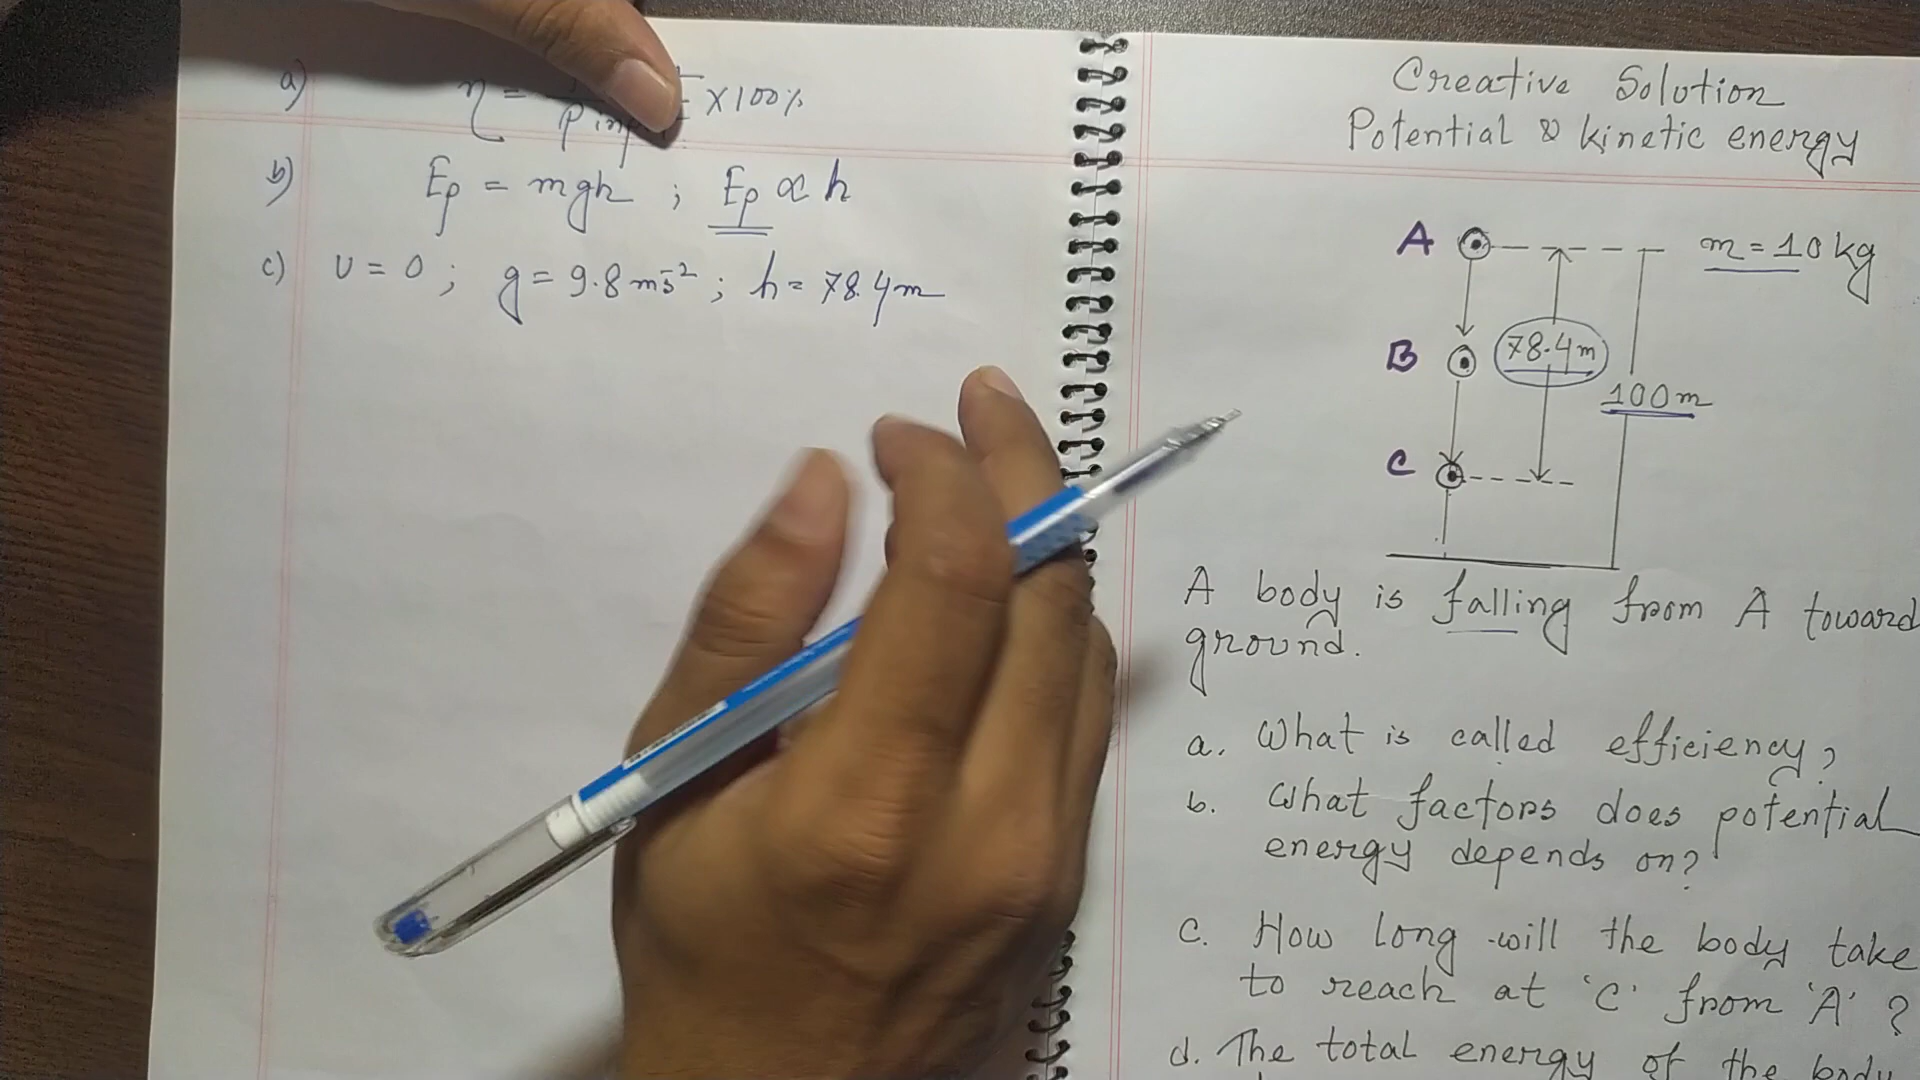 a) η = × 100%
b) Ep = mgh ; Ep ∝ h
c) u = 0 ; g = 9.8 ms⁻² ; h = 78.4m
Creative Solution
Potential & kinetic energy
A
m = 10 kg
B
78.4m
100m
C
A body is falling from A toward
ground.
a. What is called efficiency?
b. What factors does potential
energy depends on?
c. How long will the body take
to reach at 'C' from 'A' ?
d. The total energy of the body